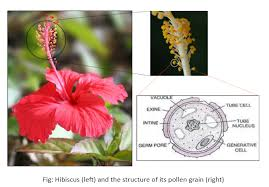 VACUOLE
EXINE
INTINE
GERM PORE
TUBE CELL
TUBE NUCLEUS
GENERATIVE CELL
Fig: Hibiscus (left) and the structure of its pollen grain (right)